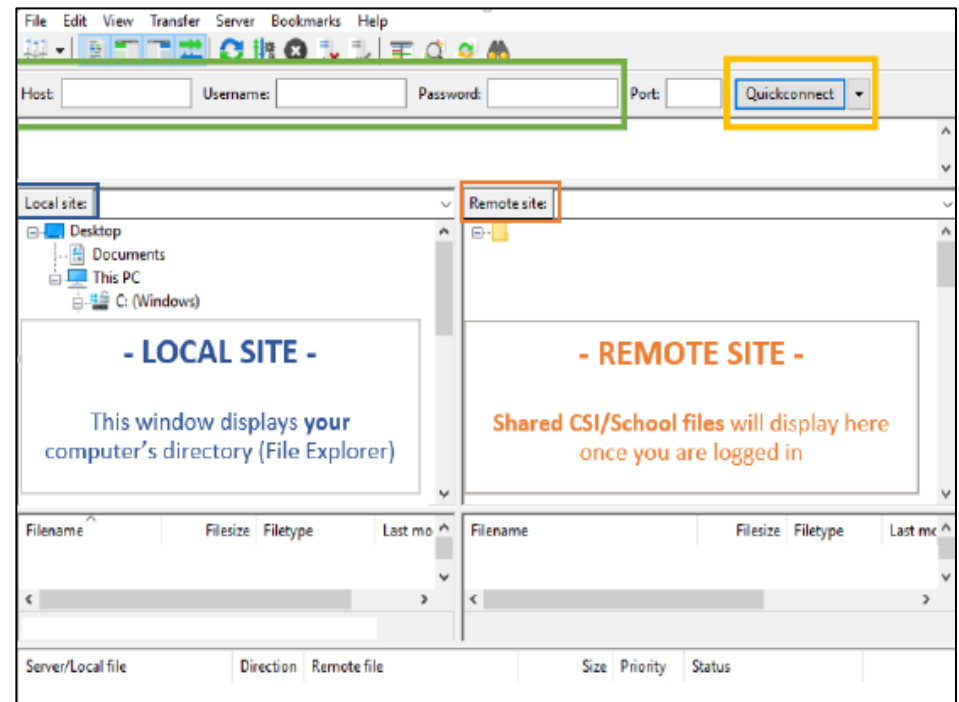 File Edit View Transfer Server Bookmarks Help
Host: Username: Password: Port: Quickconnect
Local site: Remote site:
Desktop
Documents
This PC
C: (Windows)
- LOCAL SITE -
This window displays your
computer's directory (File Explorer)
- REMOTE SITE -
Shared CSI/School files will display here
once you are logged in
Filename Filesize Filetype Last mo Filename Filesize Filetype Last mo
Server/Local file Direction Remote file Size Priority Status